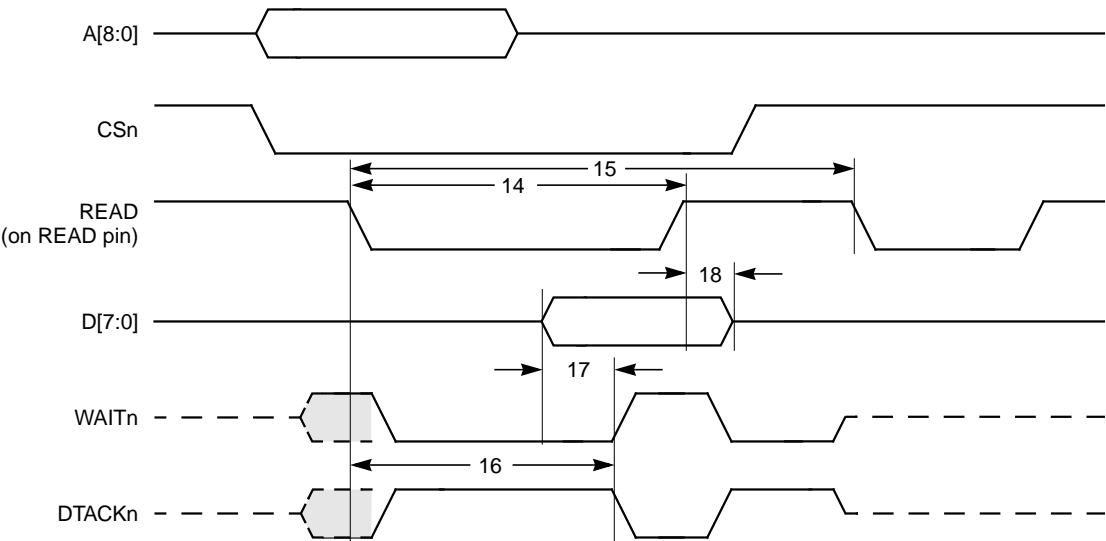 A[8:0]
CSn
15
14
READ
(on READ pin)
18
D[7:0]
17
WAITn
16
DTACKn